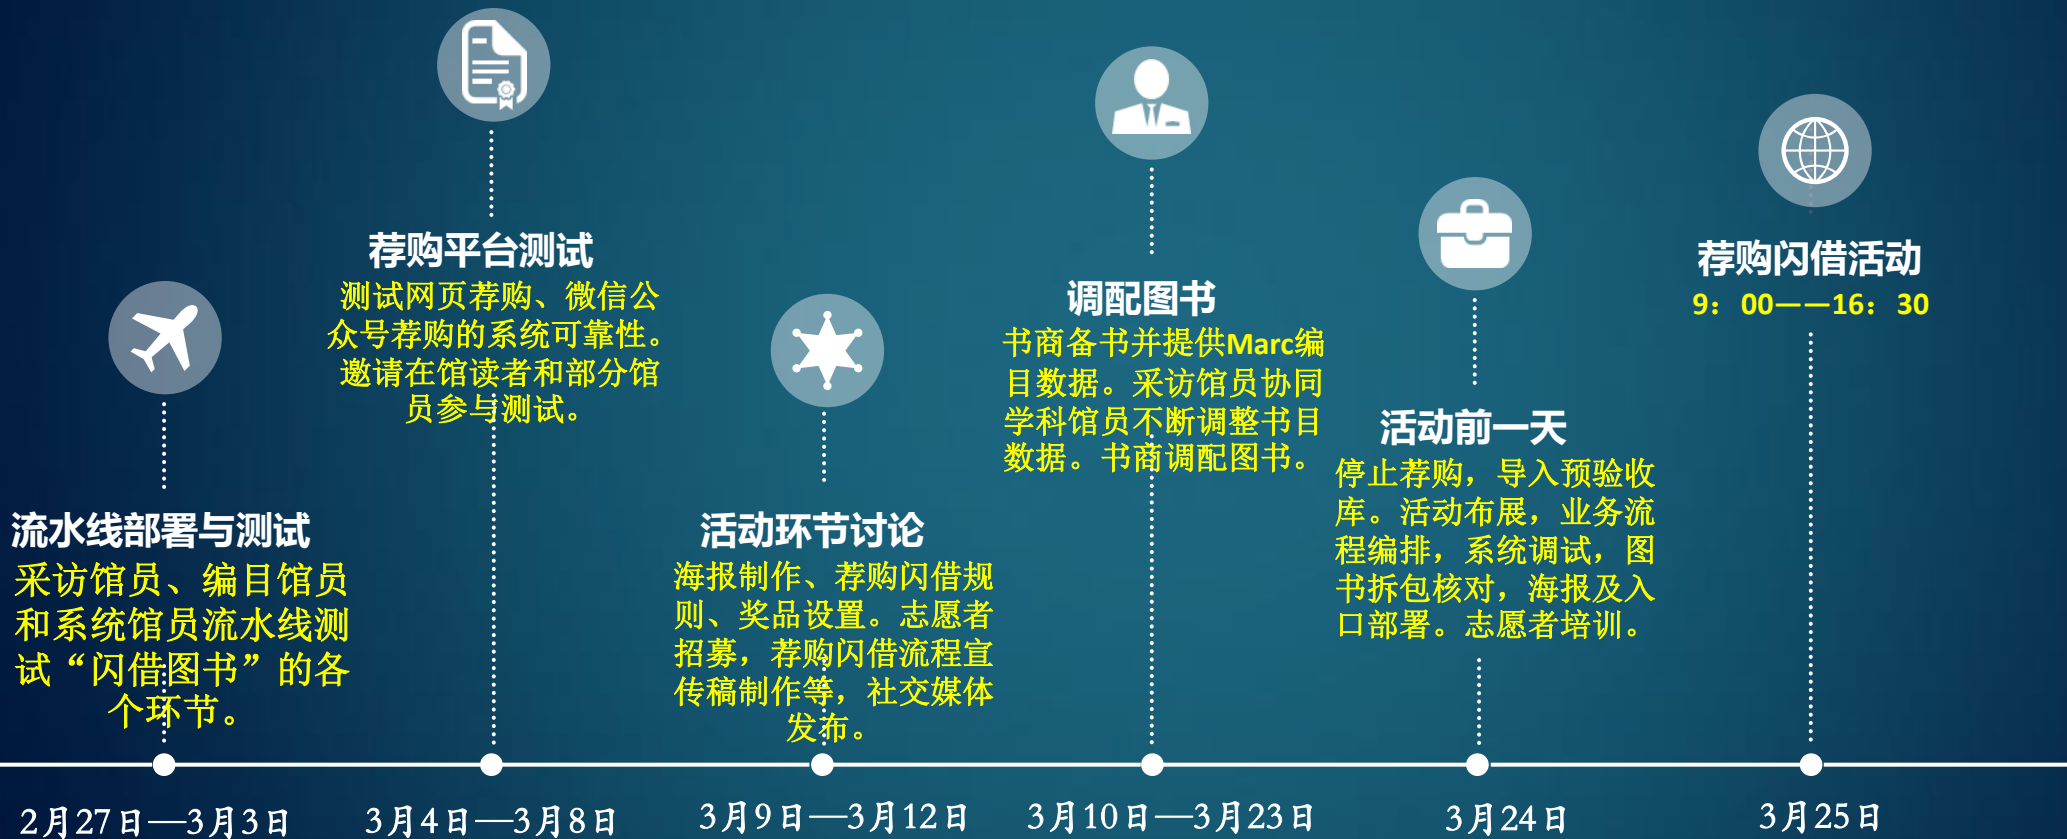 流水线部署与测试
采访馆员、编目馆员
和系统馆员流水线测
试“闪借图书”的各
个环节。
2月27日—3月3日
荐购平台测试
测试网页荐购、微信公
众号荐购的系统可靠性。
邀请在馆读者和部分馆
员参与测试。
3月4日—3月8日
活动环节讨论
海报制作、荐购闪借规
则、奖品设置。志愿者
招募，荐购闪借流程宣
传稿制作等，社交媒体
发布。
3月9日—3月12日
调配图书
书商备书并提供Marc编
目数据。采访馆员协同
学科馆员不断调整书目
数据。书商调配图书。
3月10日—3月23日
活动前一天
停止荐购，导入预验收
库。活动布展，业务流
程编排，系统调试，图
书拆包核对，海报及入
口部署。志愿者培训。
3月24日
荐购闪借活动
9：00——16：30
3月25日